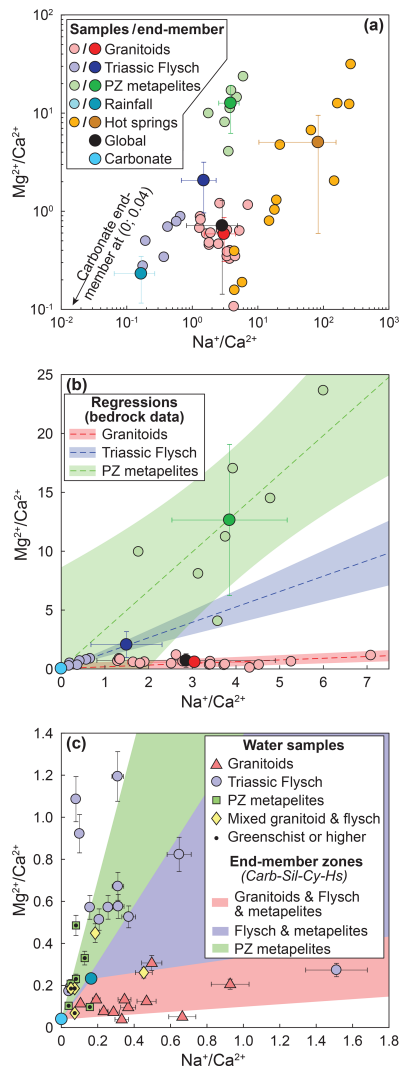 (a)
Samples/end-member
/ Granitoids
/ Triassic Flysch
/ PZ metapelites
/ Rainfall
/ Hot springs
Global
Carbonate
Carbonate end-
member at (0; 0.04)
Mg²⁺/Ca²⁺
10²
10¹
10⁰
10⁻¹
10⁻² 10⁻¹ 10⁰ 10¹ 10² 10³
Na⁺/Ca²⁺
(b)
Regressions
(bedrock data)
Granitoids
Triassic Flysch
PZ metapelites
Mg²⁺/Ca²⁺
25
20
15
10
5
0
0 1 2 3 4 5 6 7
Na⁺/Ca²⁺
(c)
Water samples
Granitoids
Triassic Flysch
PZ metapelites
Mixed granitoid & flysch
Greenschist or higher
End-member
zones
(Carb-Sil-Cy-Hs)
Granitoids & Flysch
& metapelites
Flysch & metapelites
PZ metapelites
Mg²⁺/Ca²⁺
1.4
1.2
1.0
0.8
0.6
0.4
0.2
0
0 0.2 0.4 0.6 0.8 1.0 1.2 1.4 1.6 1.8
Na⁺/Ca²⁺